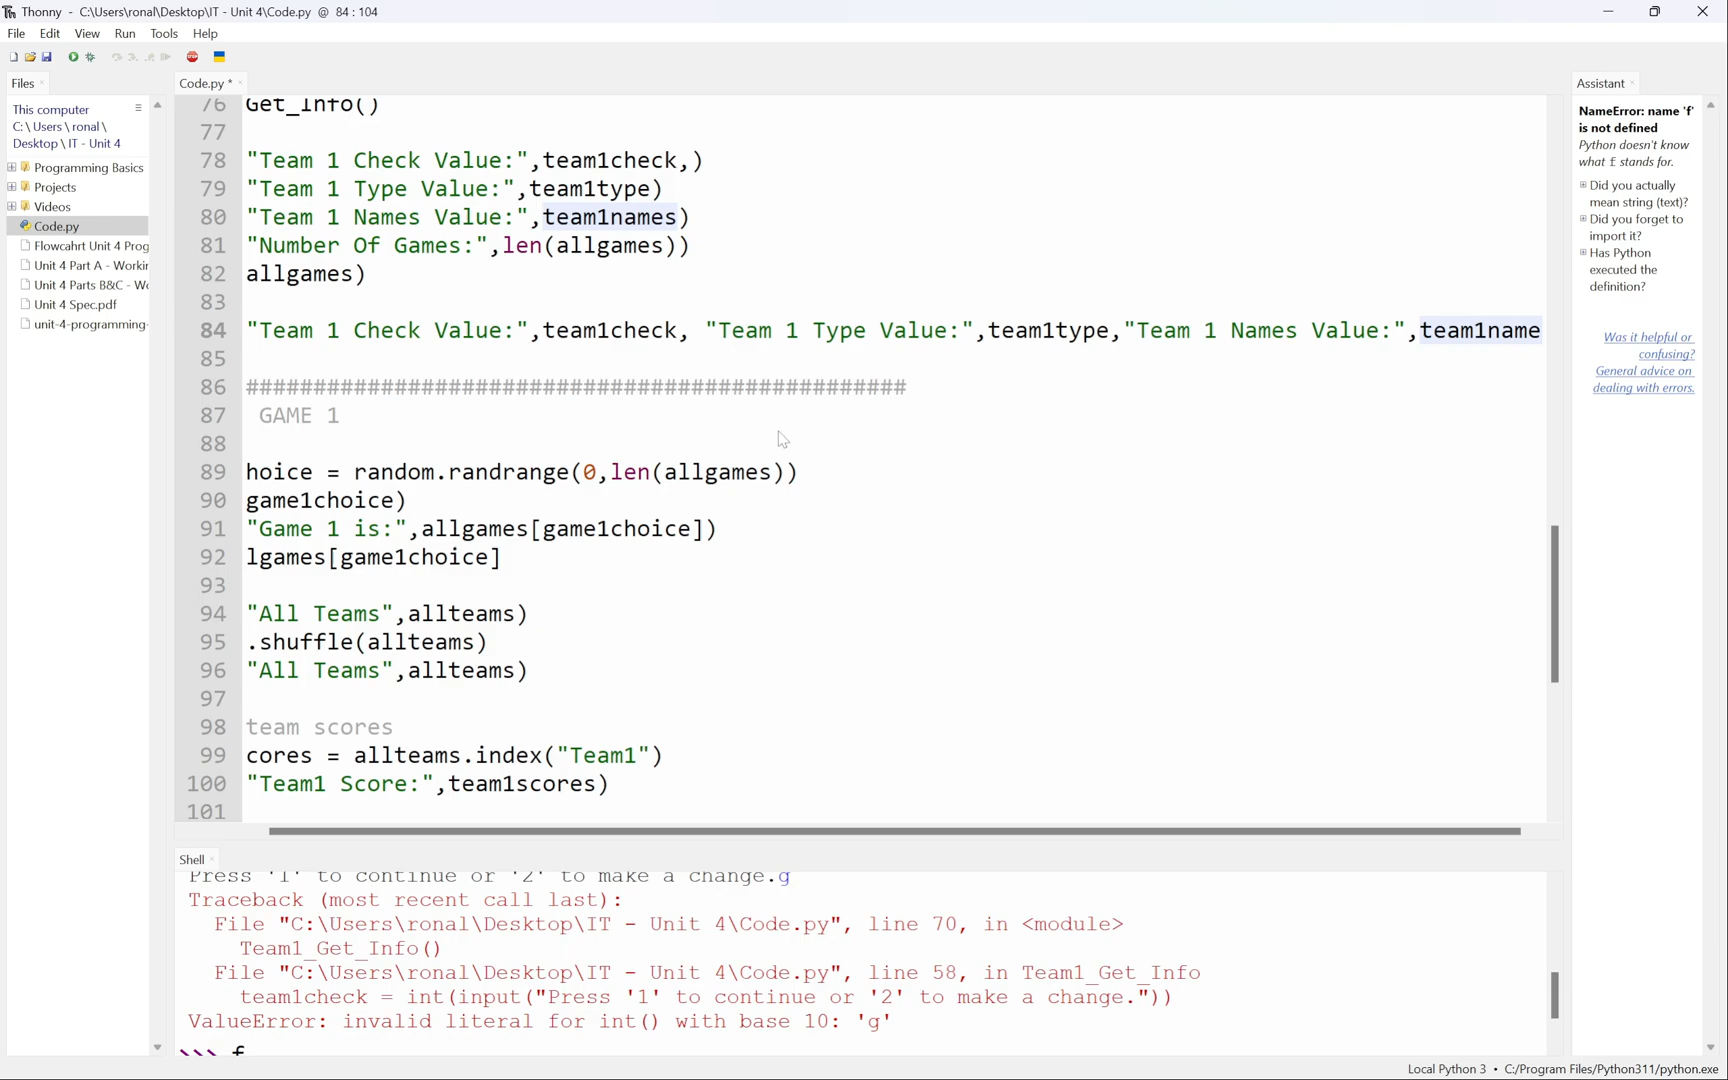 Thonny - C:\Users\ronal\Desktop\IT - Unit 4\Code.py @ 84 : 104
File Edit View Run Tools Help
Files
This computer
C: \ Users \ ronal \
Desktop \ IT - Unit 4
Programming Basics
Projects
Videos
Code.py
Flowcahrt Unit 4 Prog
Unit 4 Part A - Workin
Unit 4 Parts B&C - Wo
Unit 4 Spec.pdf
unit-4-programming-
Code.py *
76 Get_Info()
77
78 "Team 1 Check Value:",team1check,)
79 "Team 1 Type Value:",team1type)
80 "Team 1 Names Value:",team1names)
81 "Number Of Games:",len(allgames))
82 allgames)
83
84 "Team 1 Check Value:",team1check, "Team 1 Type Value:",team1type,"Team 1 Names Value:",team1name
85
86 #################################################
87 GAME 1
88
89 hoice = random.randrange(0,len(allgames))
90 game1choice)
91 "Game 1 is:",allgames[game1choice])
92 lgames[game1choice]
93
94 "All Teams",allteams)
95 .shuffle(allteams)
96 "All Teams",allteams)
97
98 team scores
99 cores = allteams.index("Team1")
100 "Team1 Score:",team1scores)
101
Shell
Press '1' to continue or '2' to make a change.g
Traceback (most recent call last):
File "C:\Users\ronal\Desktop\IT - Unit 4\Code.py", line 70, in <module>
Team1_Get_Info()
File "C:\Users\ronal\Desktop\IT - Unit 4\Code.py", line 58, in Team1_Get_Info
team1check = int(input("Press '1' to continue or '2' to make a change."))
ValueError: invalid literal for int() with base 10: 'g'
>>> f
Assistant
NameError: name 'f'
is not defined
Python doesn't know
what f stands for.
Did you actually
mean string (text)?
Did you forget to
import it?
Has Python
executed the
definition?
Was it helpful or
confusing?
General advice on
dealing with errors.
Local Python 3 • C:/Program Files/Python311/python.exe